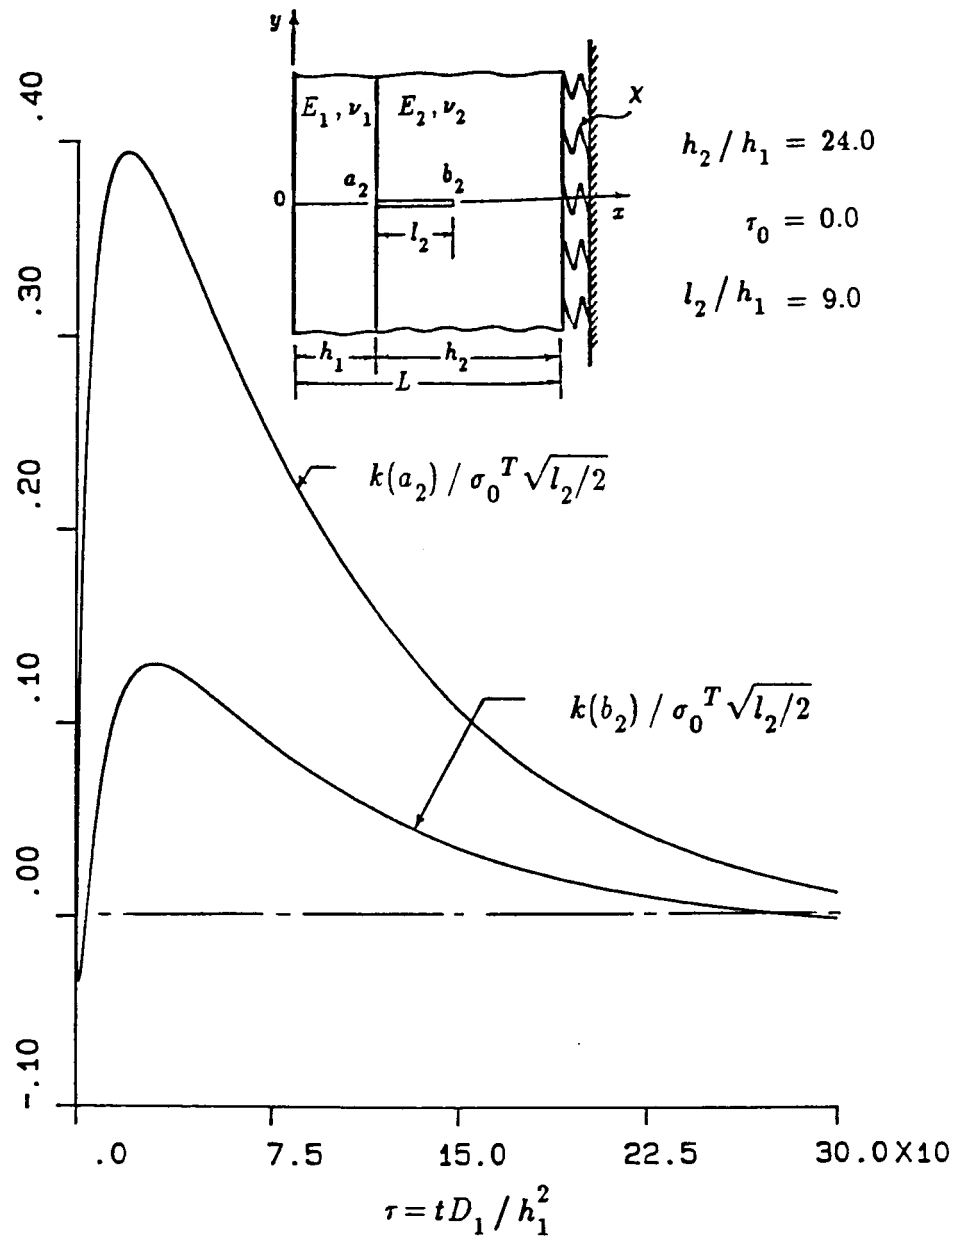 y
.40
E₁, ν₁
E₂, ν₂
χ
h₂/h₁ = 24.0
a₂
b₂
0
x
τ₀ = 0.0
l₂
l₂/h₁ = 9.0
.30
h₁
h₂
L
k(a₂) / σ₀ᵀ √l₂/2
.20
.10
k(b₂) / σ₀ᵀ √l₂/2
.00
-.10
.0
7.5
15.0
22.5
30.0X10
τ = tD₁ / h₁²